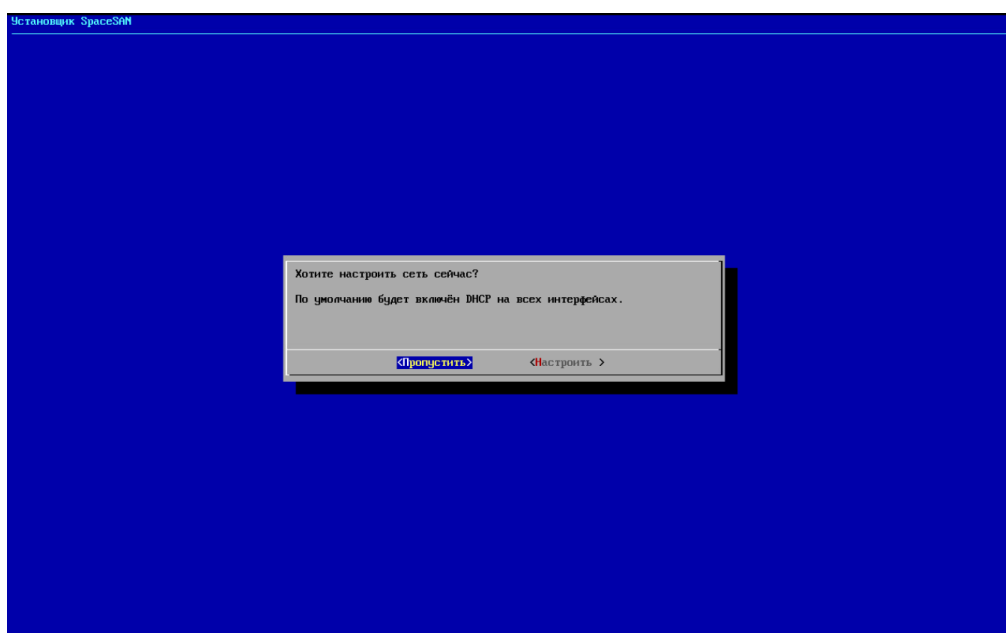 Установщик SpaceSAN
Хотите настроить сеть сейчас?
По умолчанию будет включён DHCP на всех интерфейсах.
<Пропустить> <Настроить >